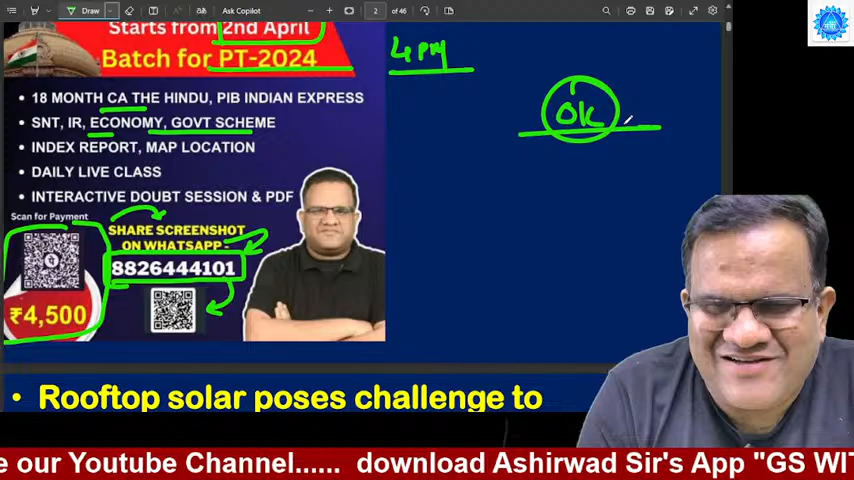 Draw
Ask Copilot
2 of 46
Starts from 2nd April
Batch for PT-2024
4 PM
OK
• 18 MONTH CA THE HINDU, PIB INDIAN EXPRESS
• SNT, IR, ECONOMY, GOVT SCHEME
• INDEX REPORT, MAP LOCATION
• DAILY LIVE CLASS
• INTERACTIVE DOUBT SESSION & PDF
Scan for Payment
SHARE SCREENSHOT
ON WHATSAPP -
8826444101
₹4,500
• Rooftop solar poses challenge to
e our Youtube Channel...... download Ashirwad Sir's App "GS WIT